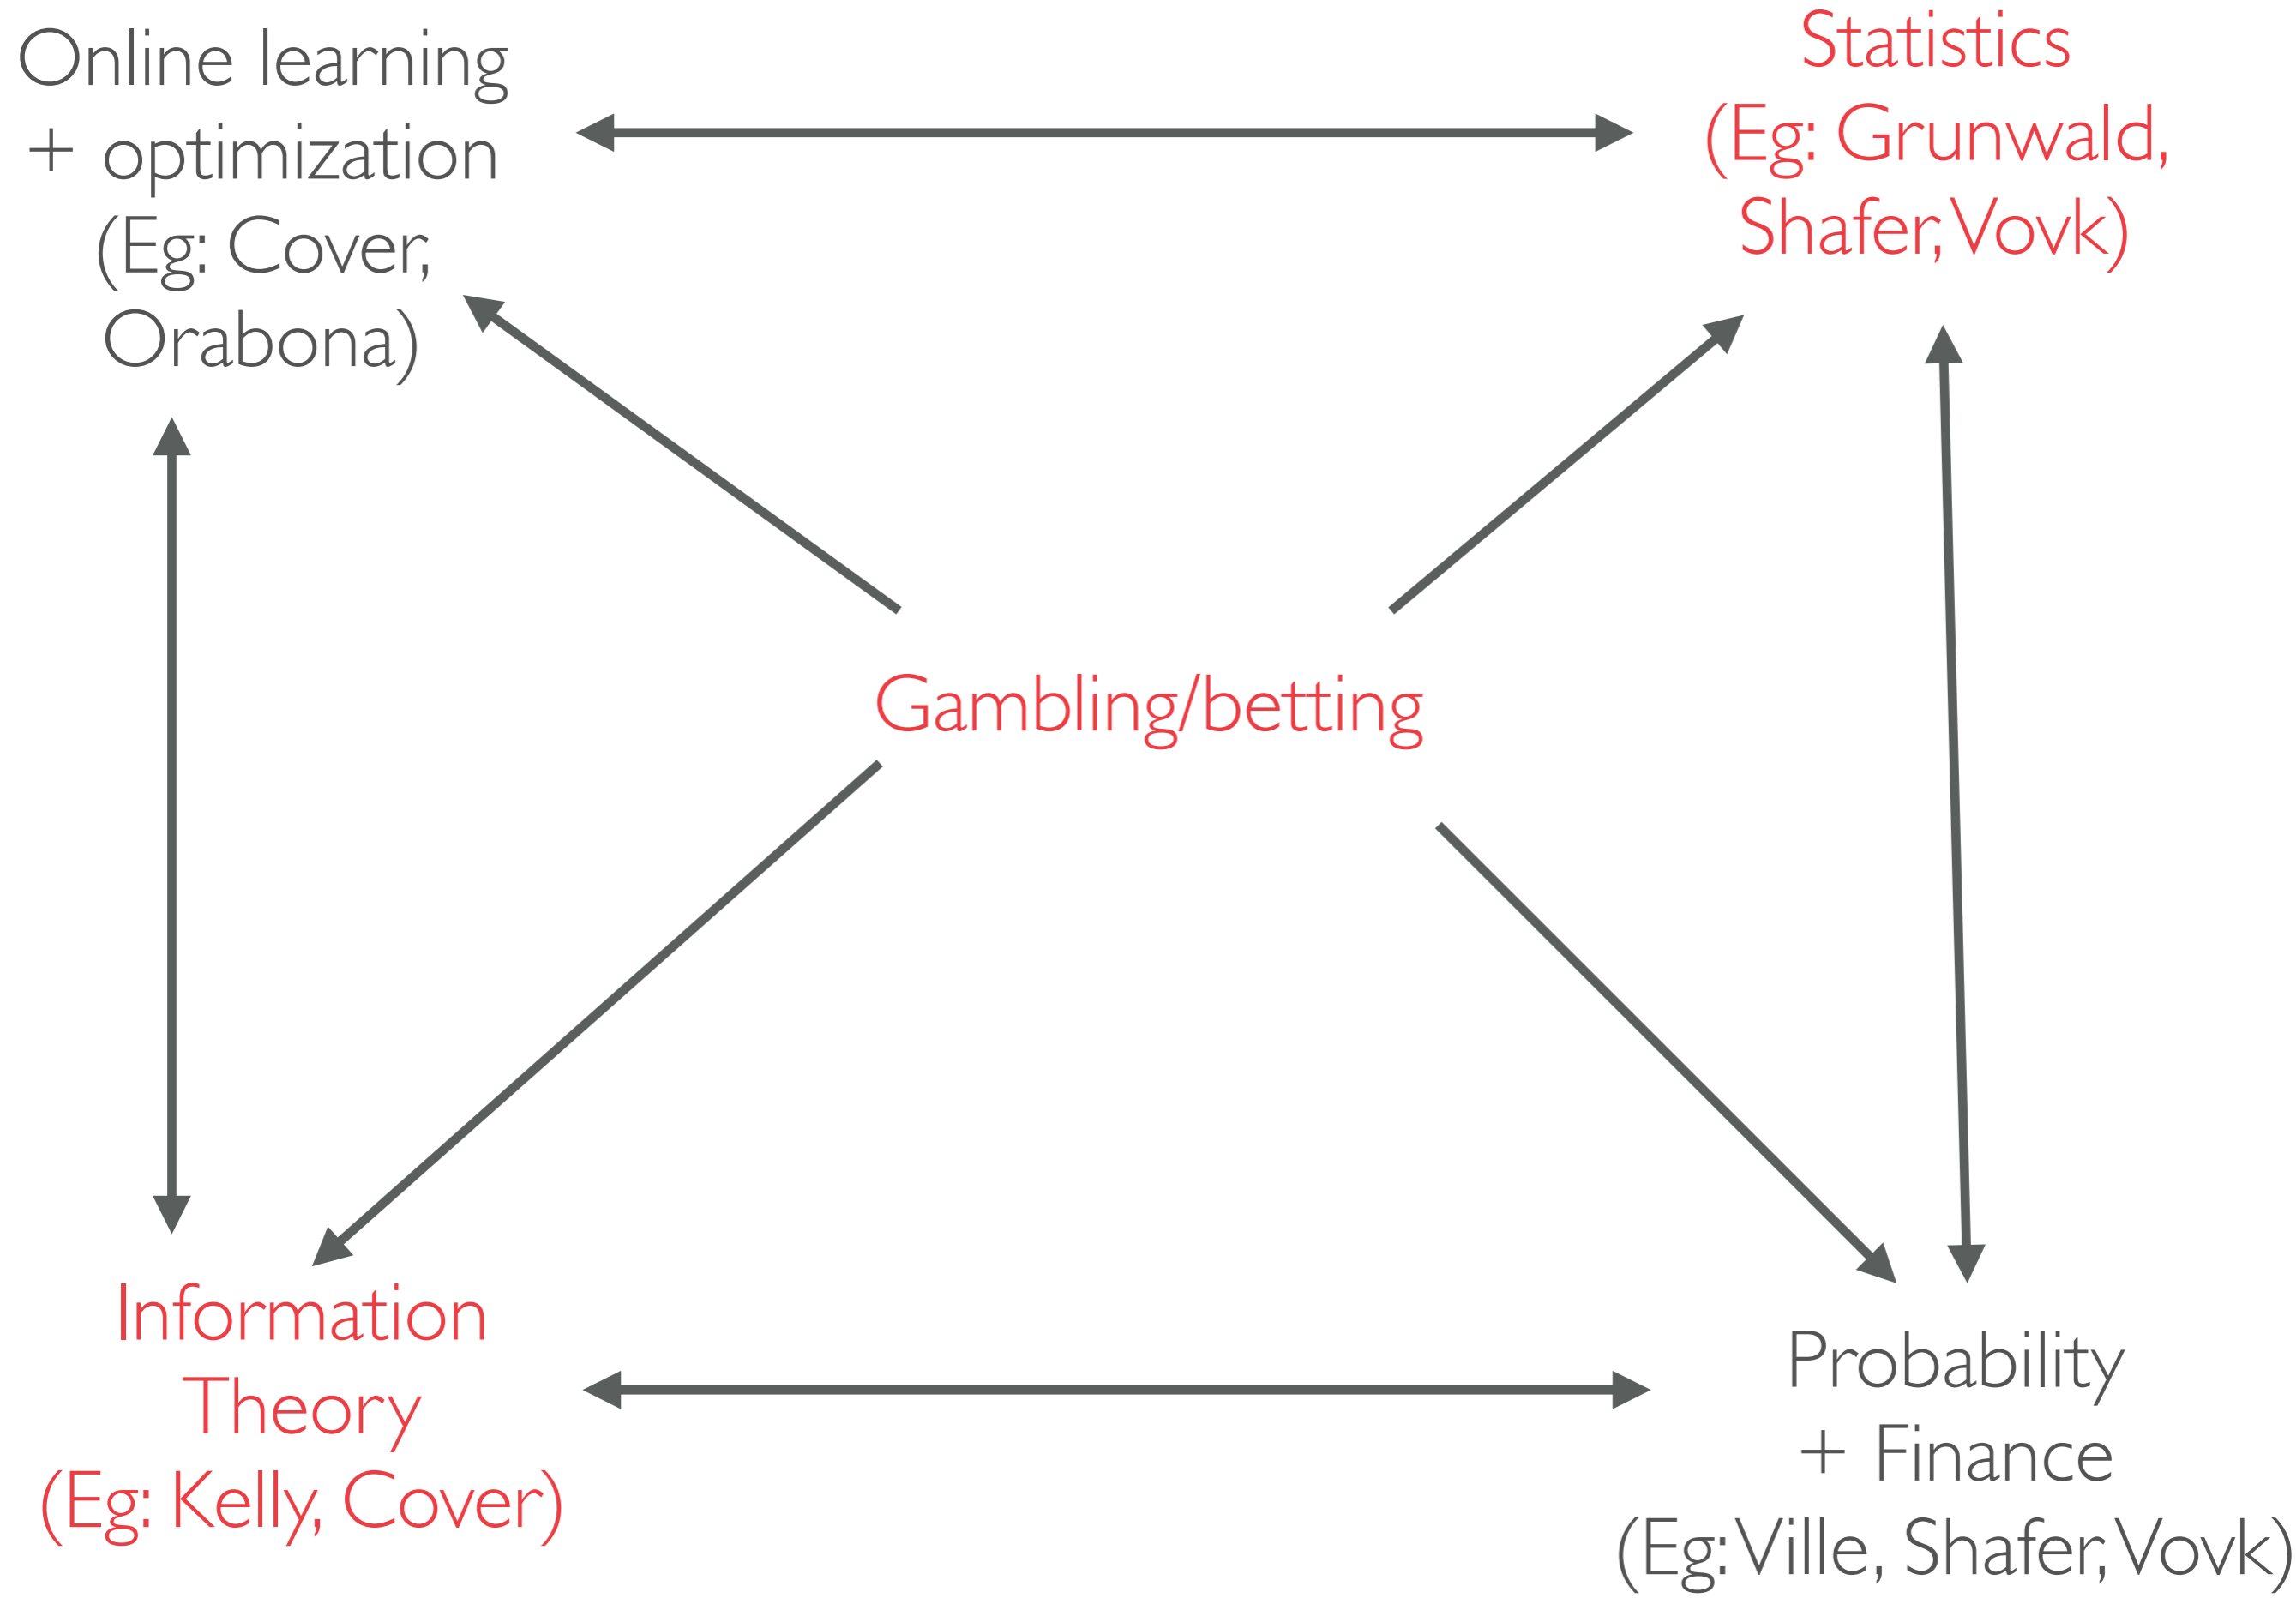 Online learning
+ optimization
(Eg: Cover,
Orabona)
Statistics
(Eg: Grunwald,
Shafer, Vovk)
Gambling/betting
Information
Theory
(Eg: Kelly, Cover)
Probability
+ Finance
(Eg: Ville, Shafer, Vovk)